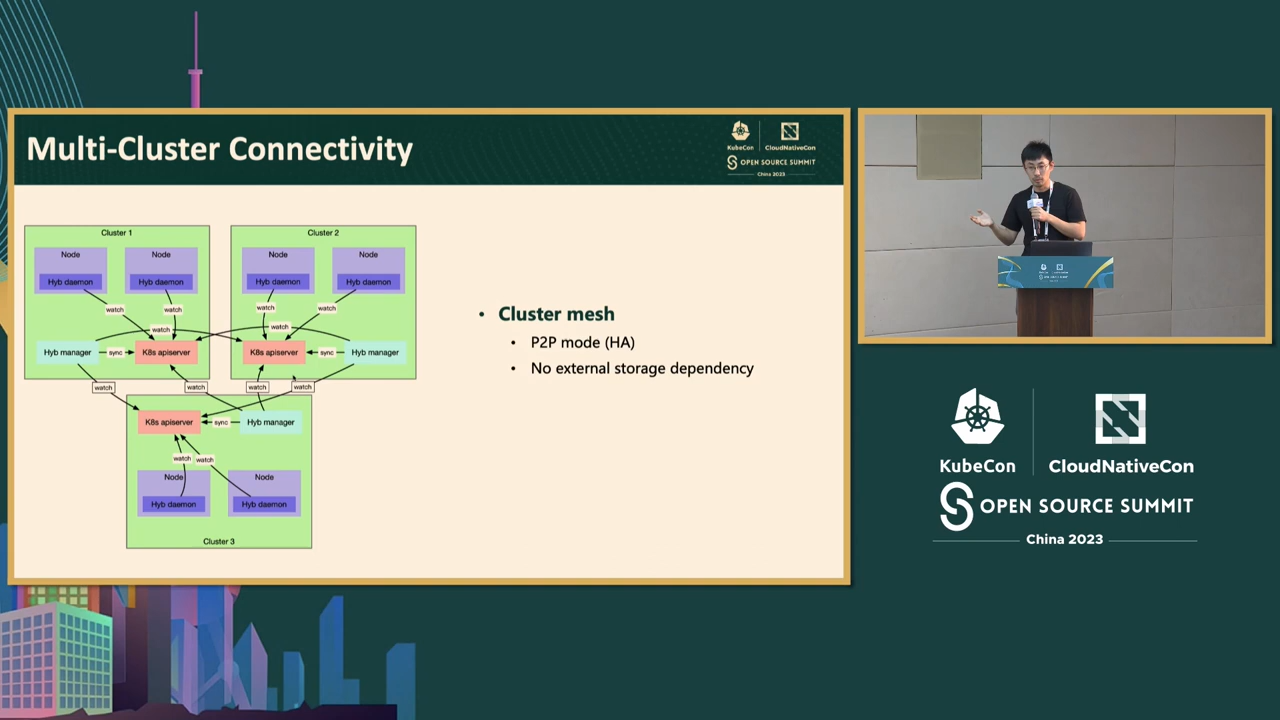 Multi-Cluster Connectivity
KubeCon
CloudNativeCon
OPEN SOURCE SUMMIT
China 2023
Cluster 1
Node
Node
Hyb daemon
Hyb daemon
watch
watch
watch
Hyb manager
sync
K8s apiserver
Cluster 2
Node
Node
Hyb daemon
Hyb daemon
watch
watch
watch
K8s apiserver
sync
Hyb manager
watch
watch
watch
watch
K8s apiserver
sync
Hyb manager
watch
watch
Node
Node
Hyb daemon
Hyb daemon
Cluster 3
• Cluster mesh
• P2P mode (HA)
• No external storage dependency
KubeCon
CloudNativeCon
OPEN SOURCE SUMMIT
China 2023